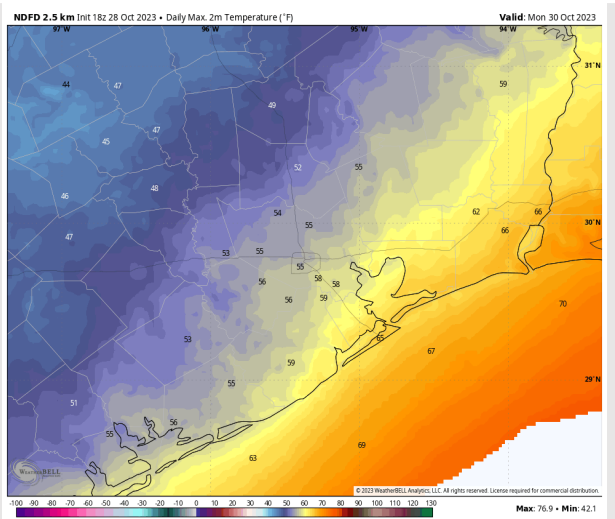 NDFD 2.5 km Init 18z 28 Oct 2023 • Daily Max. 2m Temperature (°F) Valid: Mon 30 Oct 2023
97°W 96°W 95°W 94°W
31°N
44 47 59
49
47
45
52 55
48
46
54 62 66
30°N
55 66
47
53 55
55
56 58 58
56 59
70
53 65
67
59
29°N
55
51
56
55
69
63
WeatherBELL
© 2023 WeatherBELL Analytics, LLC. All rights reserved. License required for commercial distribution.
-100 -90 -80 -70 -60 -50 -40 -30 -20 -10 0 10 20 30 40 50 60 70 80 90 100 110 120 130
Max: 76.9 • Min: 42.1